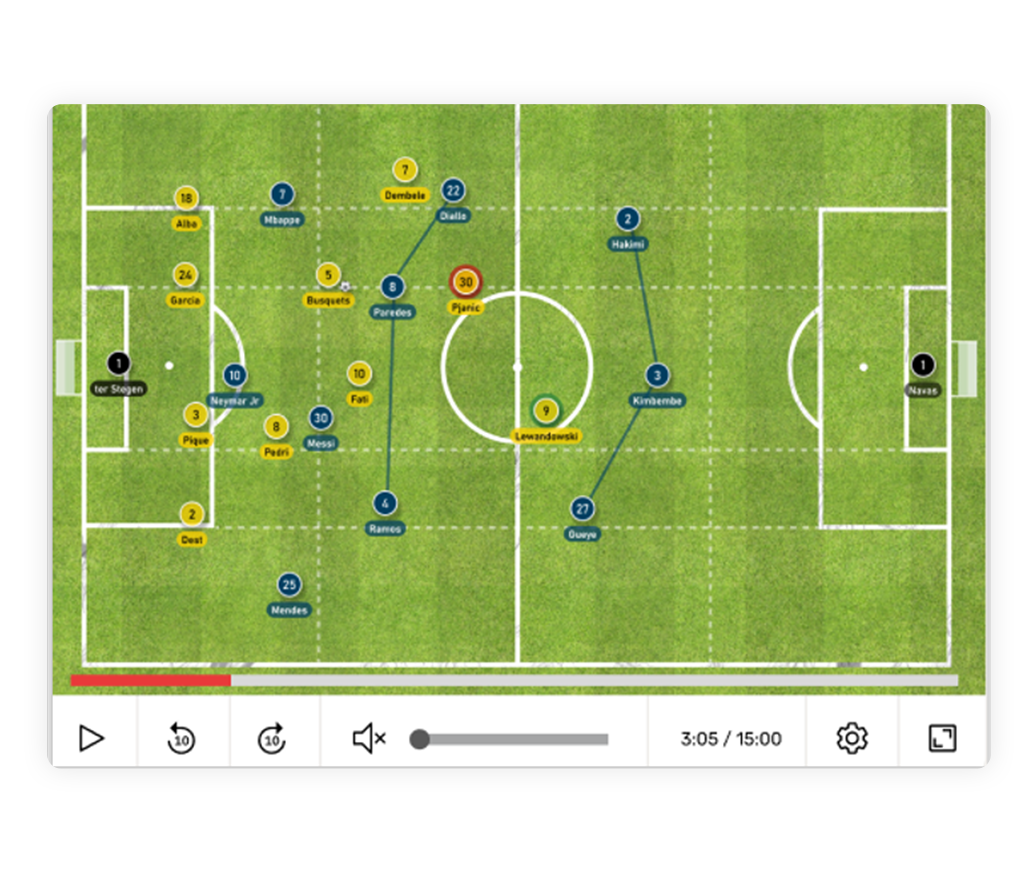 7
Dembele
22
Diallo
18
Alba
7
Mbappe
2
Hakimi
24
Garcia
5
Busquets
8
Paredes
30
Pjanic
1
ter Stegen
10
Neymar Jr
10
Fati
3
Kimbembe
1
Navas
3
Pique
8
Pedri
30
Messi
9
Lewandowski
2
Dest
4
Ramos
27
Gueye
25
Mendes
10
10
3:05 / 15:00